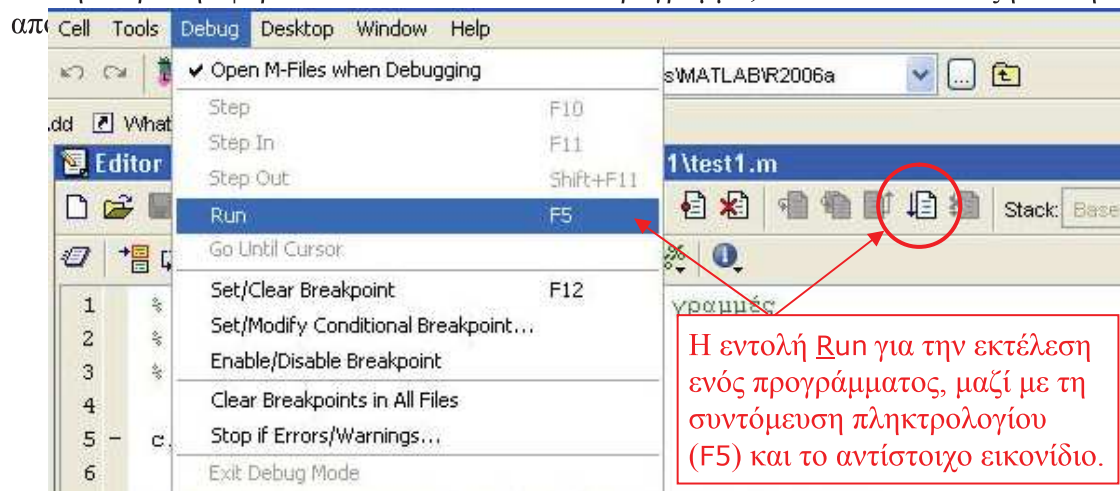 απο Cell Tools Debug Desktop Window Help
✔ Open M-Files when Debugging s\MATLAB\R2006a ...
Step F10
dd What
Step In F11
Editor 1\test1.m
Step Out Shift+F11
Run F5 Stack: Base
Go Until Cursor
1 % Set/Clear Breakpoint F12 γραμμές
2 % Set/Modify Conditional Breakpoint...
3 % Enable/Disable Breakpoint
4 Clear Breakpoints in All Files
5 - c. Stop if Errors/Warnings...
6 Exit Debug Mode
Η εντολή Run για την εκτέλεση
ενός προγράμματος, μαζί με τη
συντόμευση πληκτρολογίου
(F5) και το αντίστοιχο εικονίδιο.